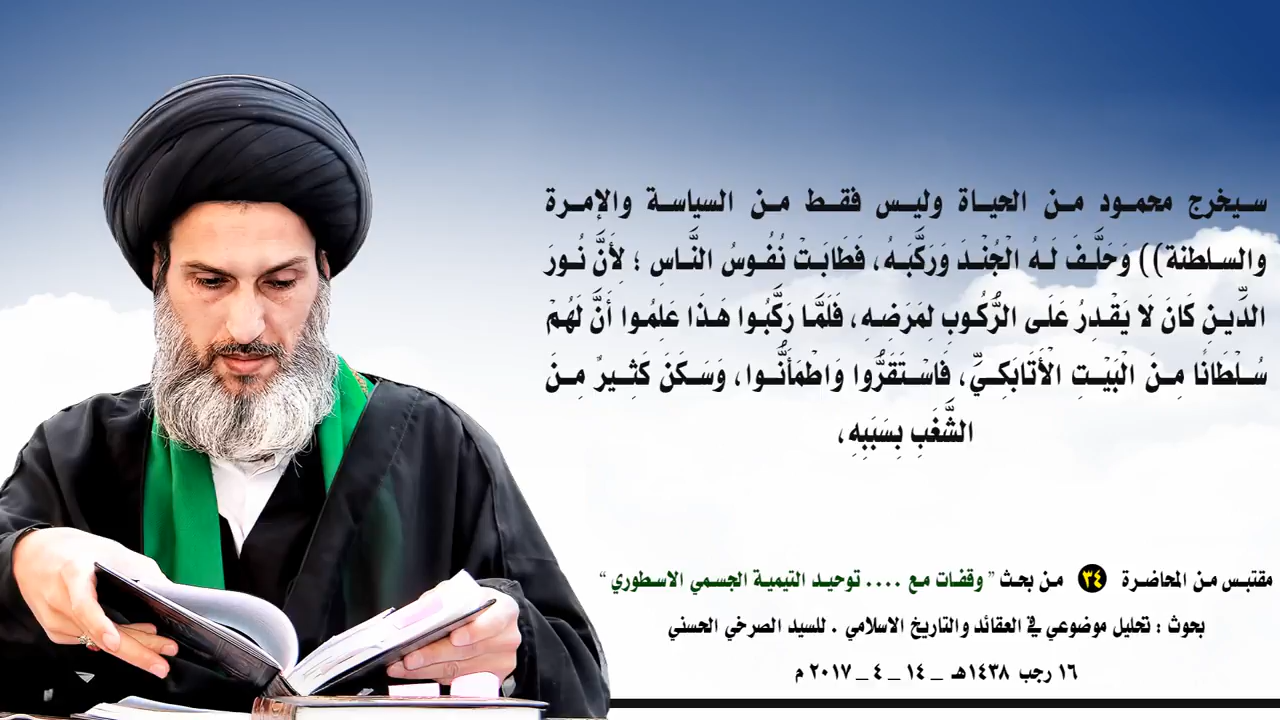 سيخرج محمود من الحياة وليس فقط من السياسة والإمرة
والسلطنة)) وَحَلَّفَ لَهُ الْجُنْدَ وَرَكَّبَهُ، فَطَابَتْ نُفُوسُ النَّاسِ ؛ لِأَنَّ نُورَ
الدِّينِ كَانَ لَا يَقْدِرُ عَلَى الرُّكُوبِ لِمَرَضِهِ، فَلَمَّا رَكَّبُوا هَذَا عَلِمُوا أَنَّ لَهُمْ
سُلْطَانًا مِنَ الْبَيْتِ الْأَتَابَكِيِّ، فَاسْتَقَرُّوا وَاطْمَأَنُّوا، وَسَكَنَ كَثِيرٌ مِنَ
الشَّغَبِ بِسَبَبِهِ،
مقتبس من المحاضرة ٣٤ من بحث " وقفات مع .... توحيد التيمية الجسمي الاسطوري "
بحوث : تحليل موضوعي في العقائد والتاريخ الاسلامي . للسيد الصرخي الحسني
١٦ رجب ١٤٣٨هـ _ ١٤ _ ٤ _ ٢٠١٧ م